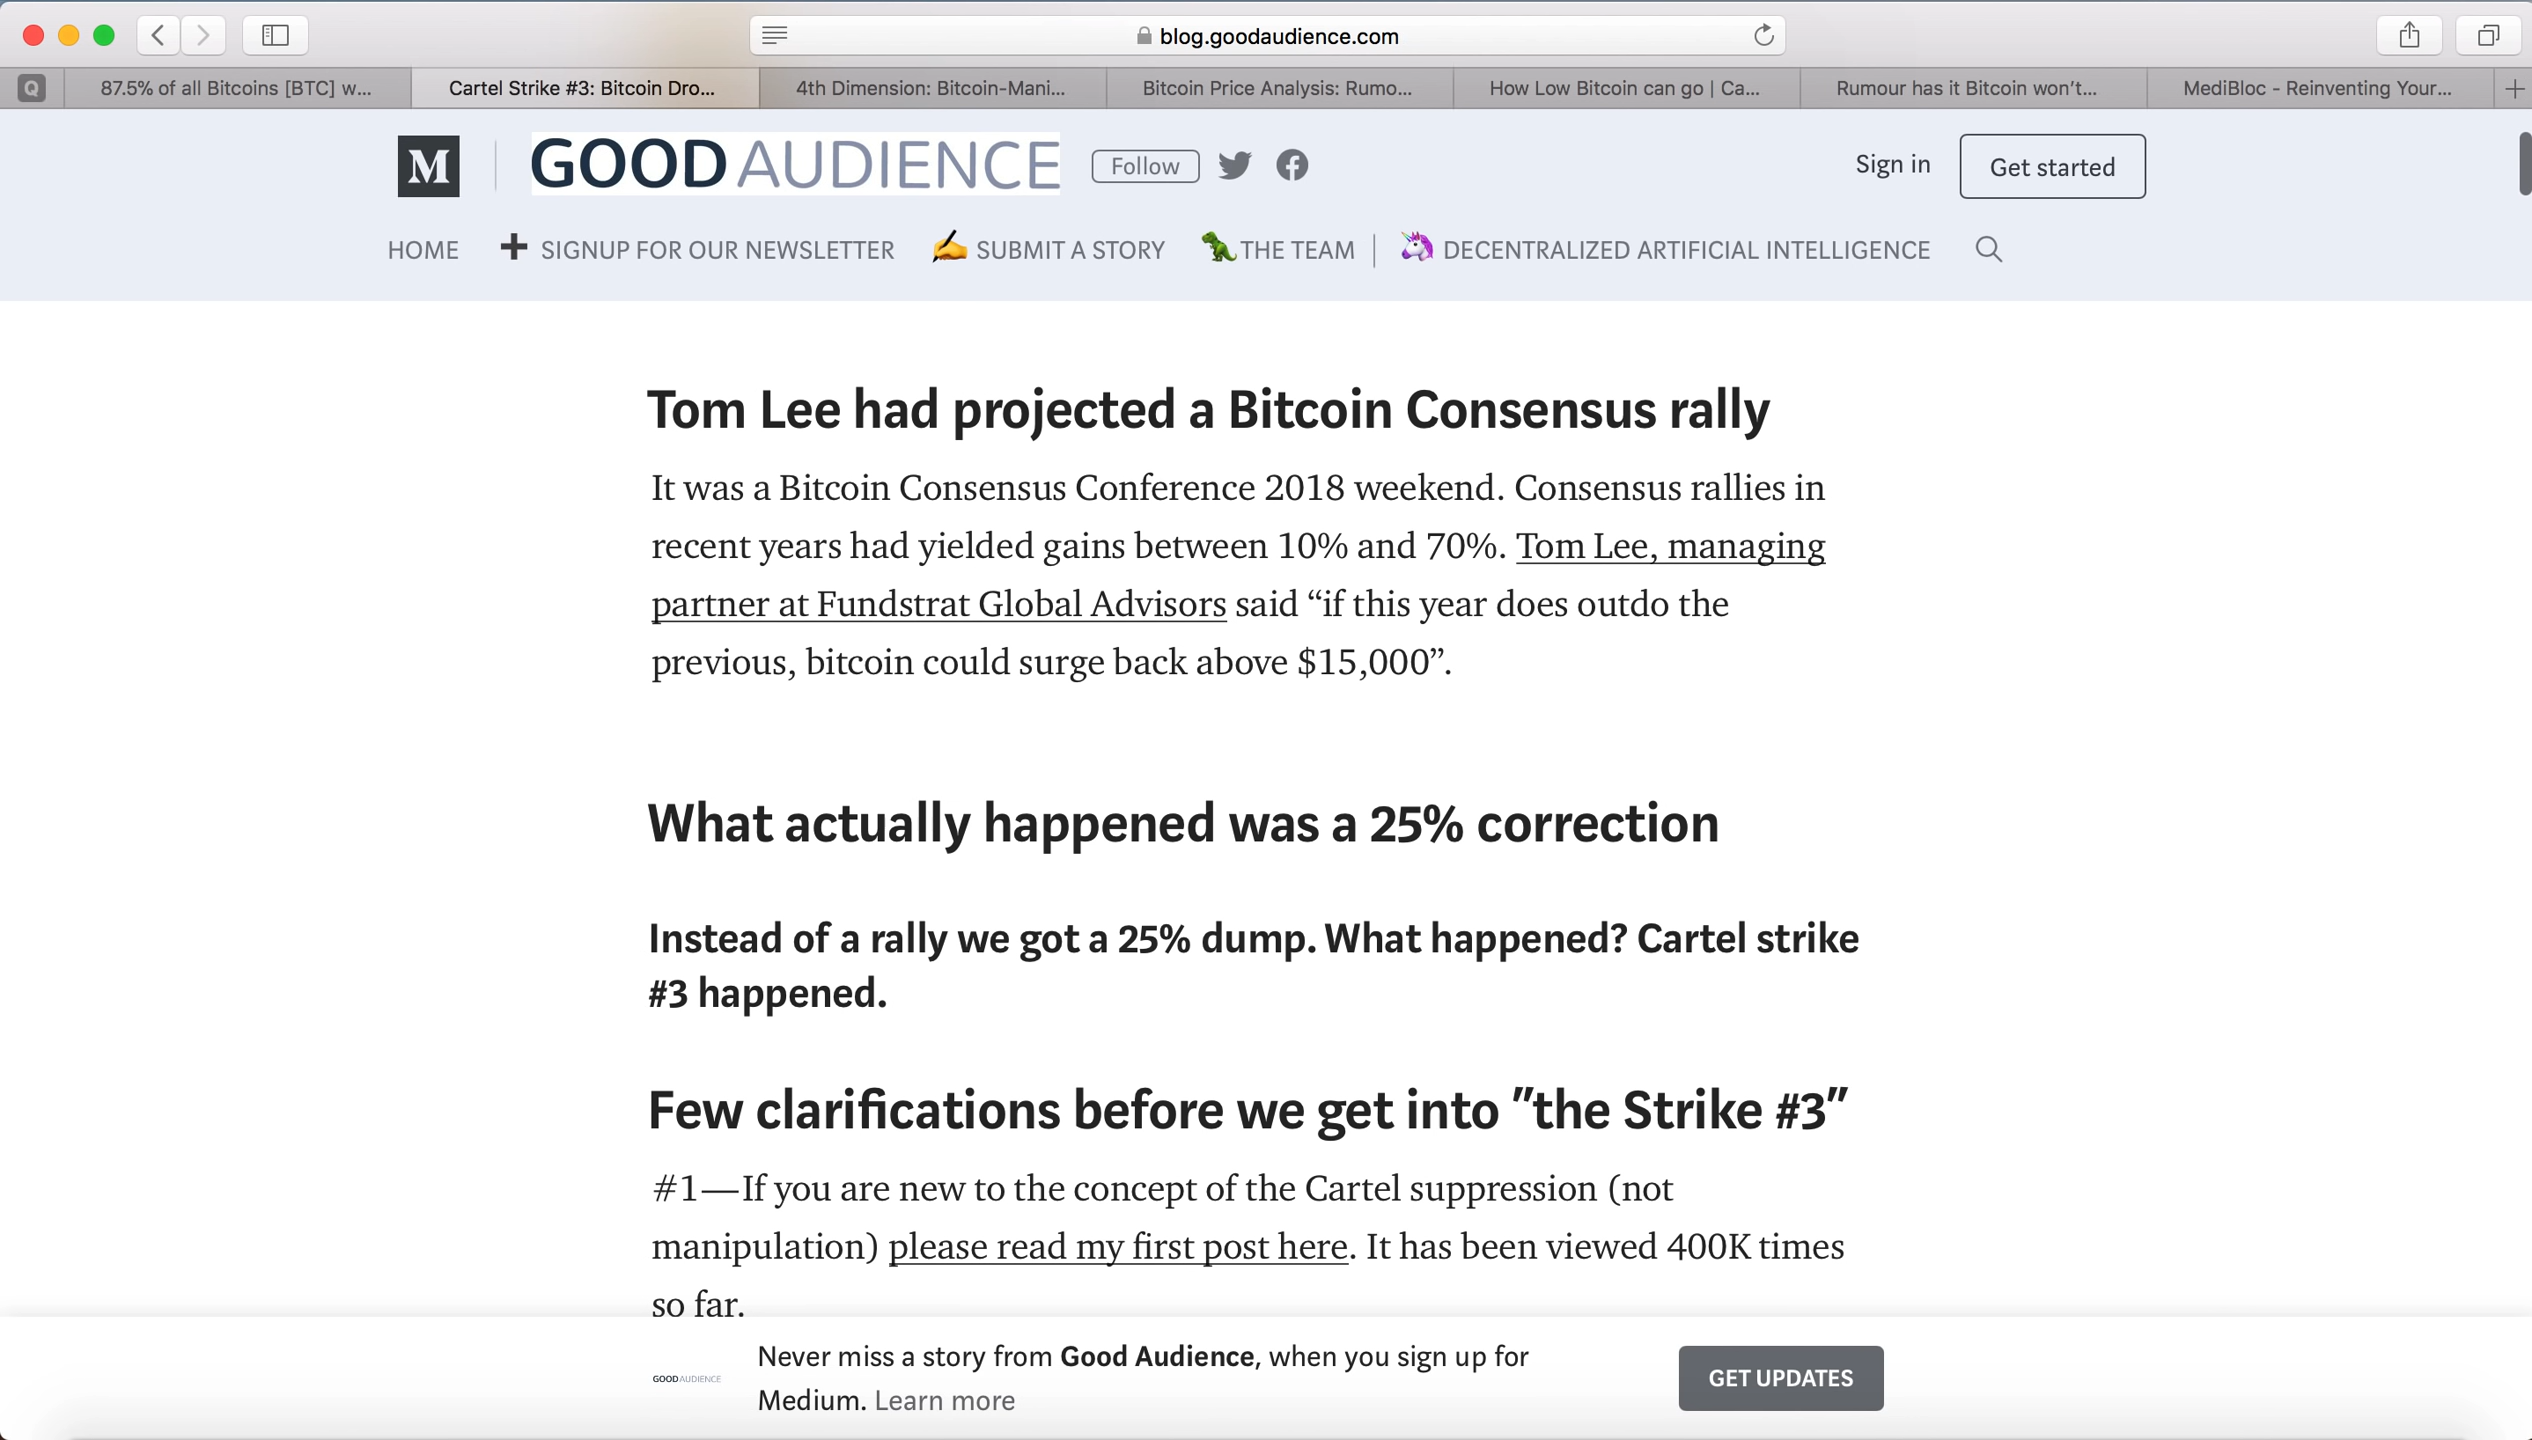 blog.goodaudience.com
Q
87.5% of all Bitcoins [BTC] w...
Cartel Strike #3: Bitcoin Dro...
4th Dimension: Bitcoin-Mani...
Bitcoin Price Analysis: Rumo...
How Low Bitcoin can go | Ca...
Rumour has it Bitcoin won't...
MediBloc - Reinventing Your...
M
GOODAUDIENCE
Follow
Sign in
Get started
HOME
SIGNUP FOR OUR NEWSLETTER
SUBMIT A STORY
THE TEAM
DECENTRALIZED ARTIFICIAL INTELLIGENCE
Tom Lee had projected a Bitcoin Consensus rally
It was a Bitcoin Consensus Conference 2018 weekend. Consensus rallies in
recent years had yielded gains between 10% and 70%. Tom Lee, managing
partner at Fundstrat Global Advisors said “if this year does outdo the
previous, bitcoin could surge back above $15,000”.
What actually happened was a 25% correction
Instead of a rally we got a 25% dump. What happened? Cartel strike
#3 happened.
Few clarifications before we get into ”the Strike #3”
#1—If you are new to the concept of the Cartel suppression (not
manipulation) please read my first post here. It has been viewed 400K times
so far.
GOODAUDIENCE
Never miss a story from Good Audience, when you sign up for
Medium. Learn more
GET UPDATES